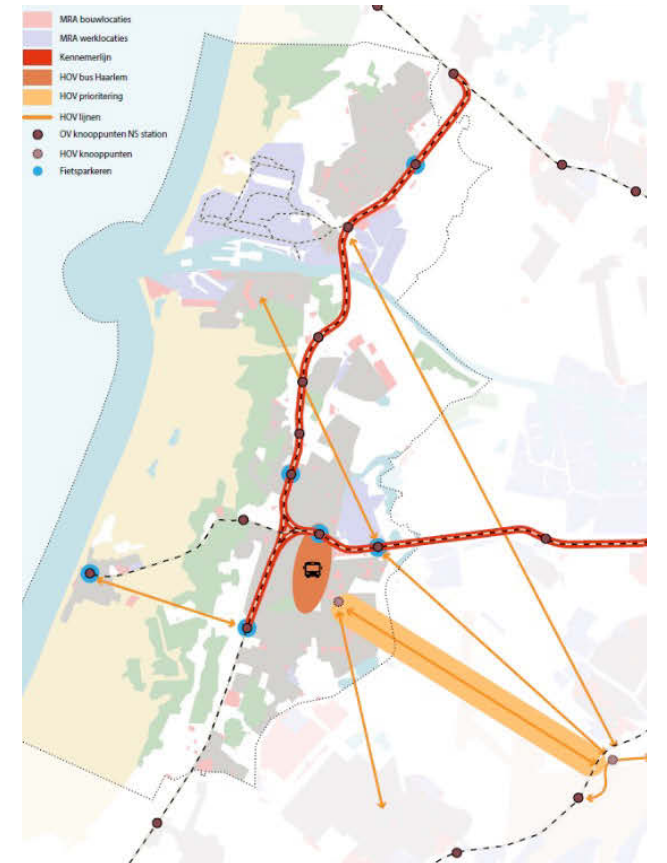 MRA bouwlocaties
MRA werklocaties
Kennemerlijn
HOV bus Haarlem
HOV prioritering
HOV lijnen
OV knooppunten NS station
HOV knooppunten
Fietsparkeren